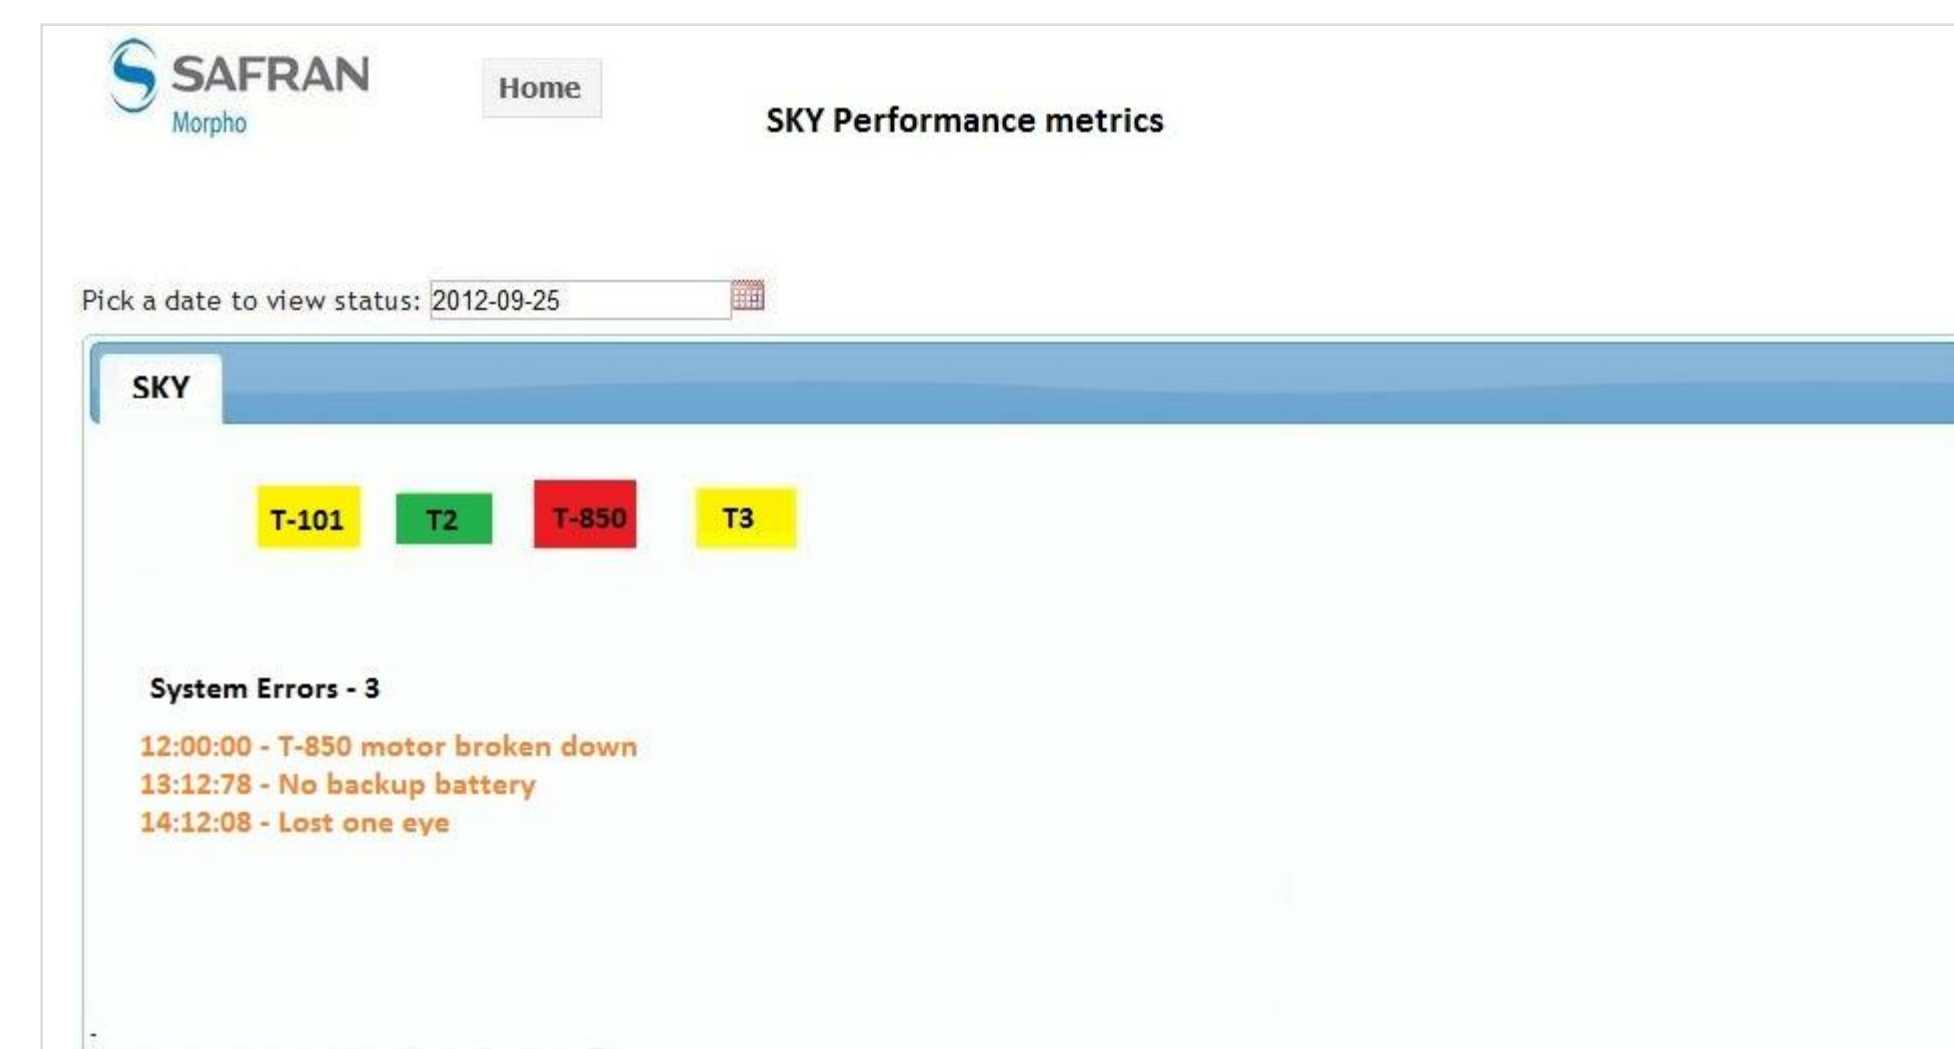 SAFRAN
Morpho
Home
SKY Performance metrics
Pick a date to view status: 2012-09-25
SKY
T-101 T2 T-850 T3
System Errors - 3
12:00:00 - T-850 motor broken down
13:12:78 - No backup battery
14:12:08 - Lost one eye
-